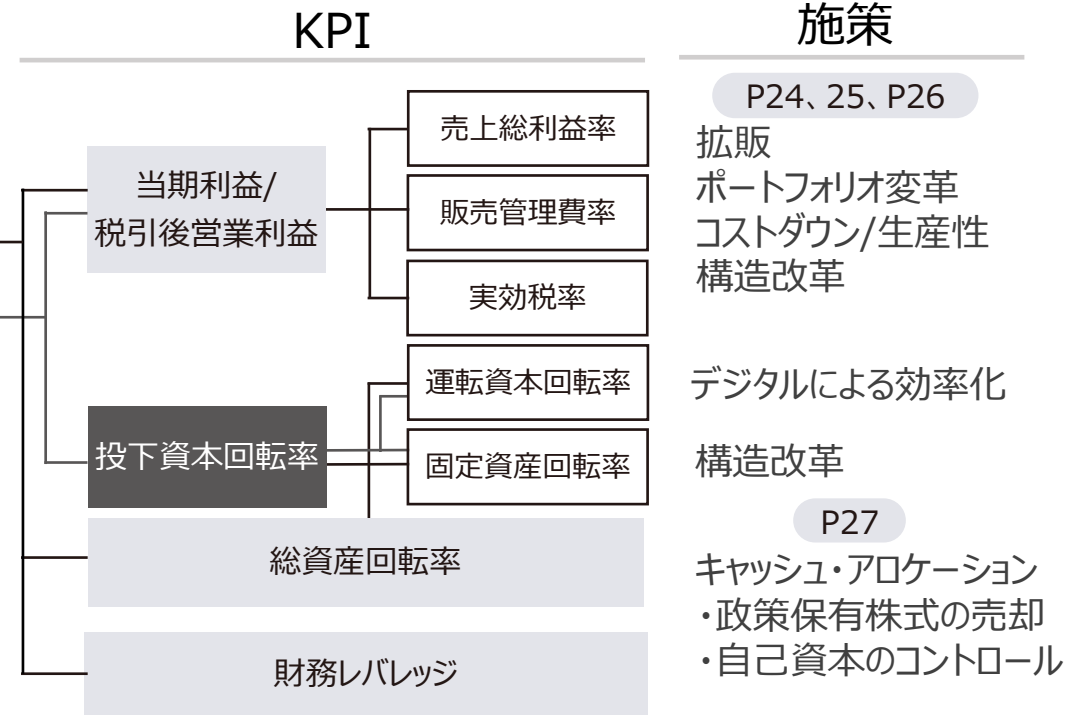 KPI
施策
当期利益/
税引後営業利益
投下資本回転率
総資産回転率
財務レバレッジ
売上総利益率
販売管理費率
実効税率
運転資本回転率
固定資産回転率
P24、25、P26
拡販
ポートフォリオ変革
コストダウン/生産性
構造改革
デジタルによる効率化
構造改革
P27
キャッシュ・アロケーション
・政策保有株式の売却
・自己資本のコントロール